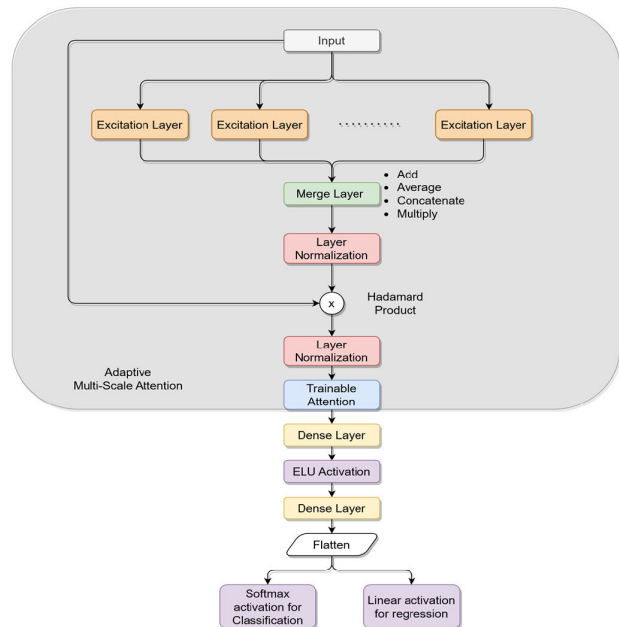 Input
Excitation Layer
Excitation Layer
Excitation Layer
Merge Layer
• Add
• Average
• Concatenate
• Multiply
Layer
Normalization
x
Hadamard
Product
Layer
Normalization
Adaptive
Multi-Scale Attention
Trainable
Attention
Dense Layer
ELU Activation
Dense Layer
Flatten
Softmax
activation for
Classification
Linear activation
for regression